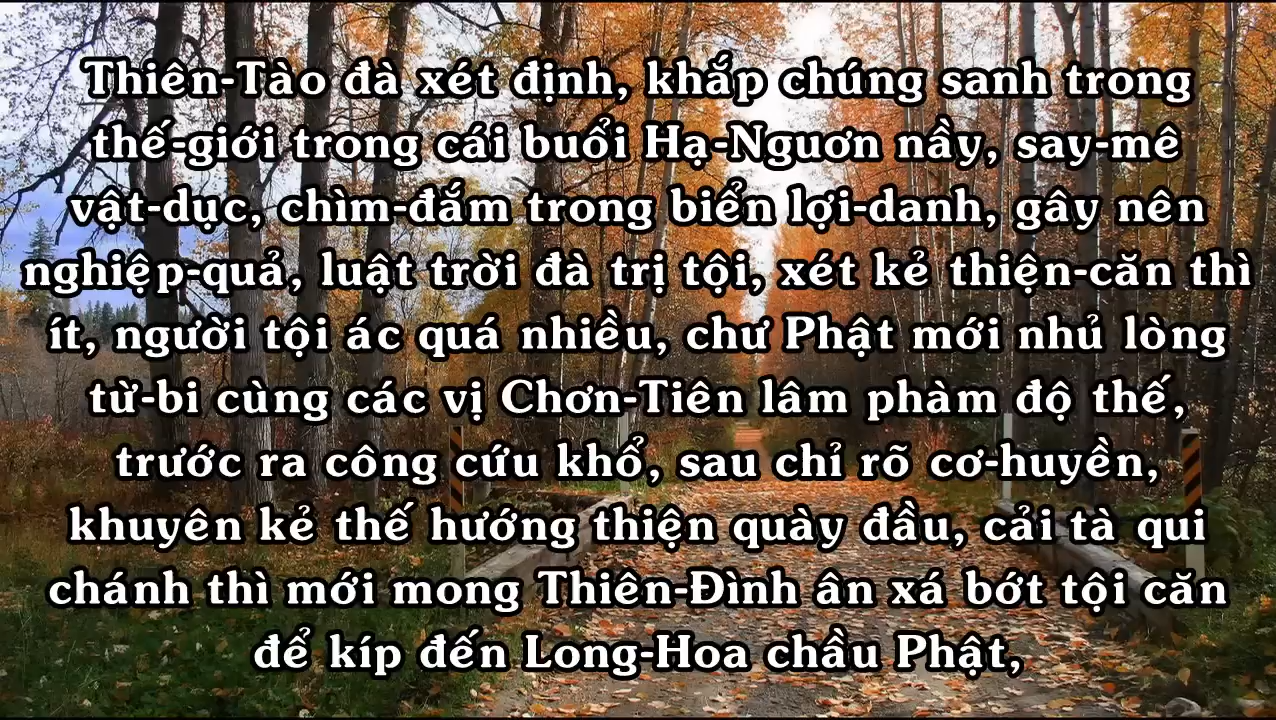 Thiên-Tào đà xét định, khắp chúng sanh trong
thế-giới trong cái buổi Hạ-Nguơn nầy, say-mê
vật-dục, chìm-đắm trong biển lợi-danh, gây nên
nghiệp-quả, luật trời đà trị tội, xét kẻ thiện-căn thì
ít, người tội ác quá nhiều, chư Phật mới nhủ lòng
từ-bi cùng các vị Chơn-Tiên lâm phàm độ thế,
trước ra công cứu khổ, sau chỉ rõ cơ-huyền,
khuyên kẻ thế hướng thiện quày đầu, cải tà qui
chánh thì mới mong Thiên-Đình ân xá bớt tội căn
để kíp đến Long-Hoa chầu Phật,